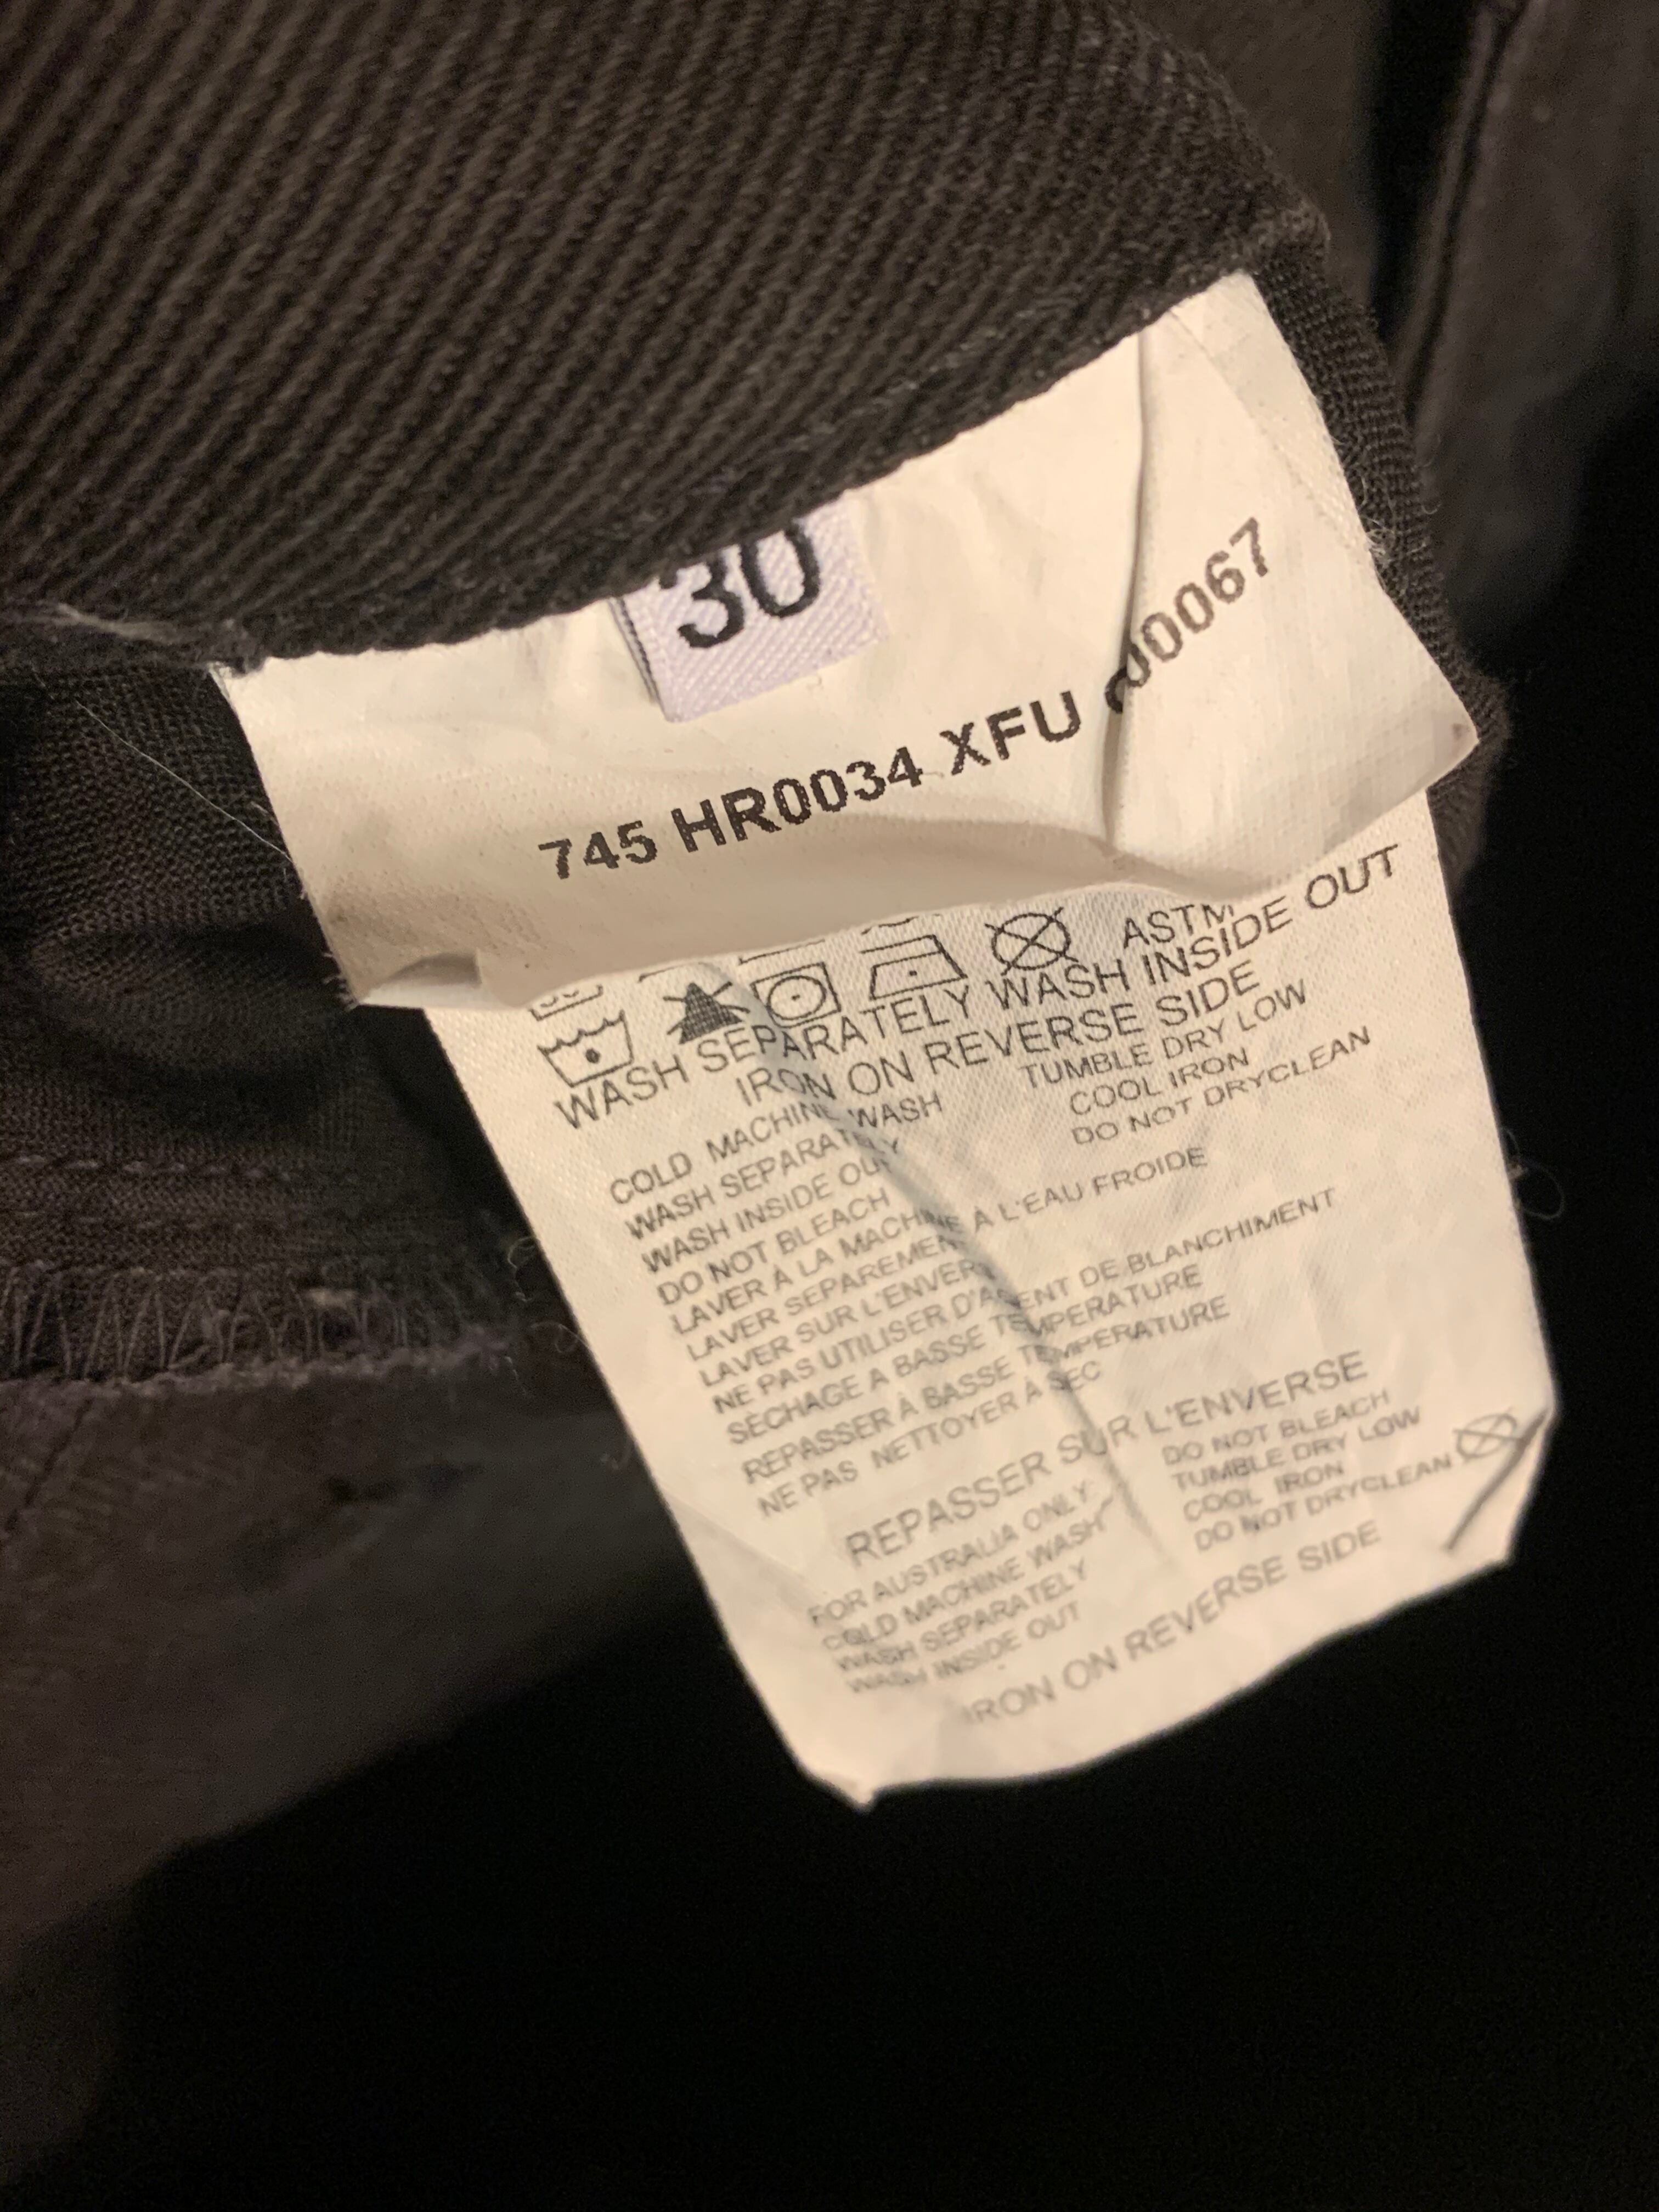 30
745 HR0034 XFU 00067
ASTM
WASH SEPARATELY WASH INSIDE OUT
IRON ON REVERSE SIDE
COLD MACHINE WASH
WASH SEPARATELY
WASH INSIDE OUT
DO NOT BLEACH
TUMBLE DRY LOW
COOL IRON
DO NOT DRYCLEAN
LAVER À LA MACHINE À L'EAU FROIDE
LAVER SEPAREMENT
LAVER SUR L'ENVERS
NE PAS UTILISER D'AGENT DE BLANCHIMENT
SECHAGE A BASSE TEMPERATURE
REPASSER À BASSE TEMPERATURE
NE PAS NETTOYER À SEC
REPASSER SUR L'ENVERSE
FOR AUSTRALIA ONLY:
COLD MACHINE WASH
WASH SEPARATELY
WASH INSIDE OUT
DO NOT BLEACH
TUMBLE DRY LOW
COOL IRON
DO NOT DRYCLEAN
IRON ON REVERSE SIDE